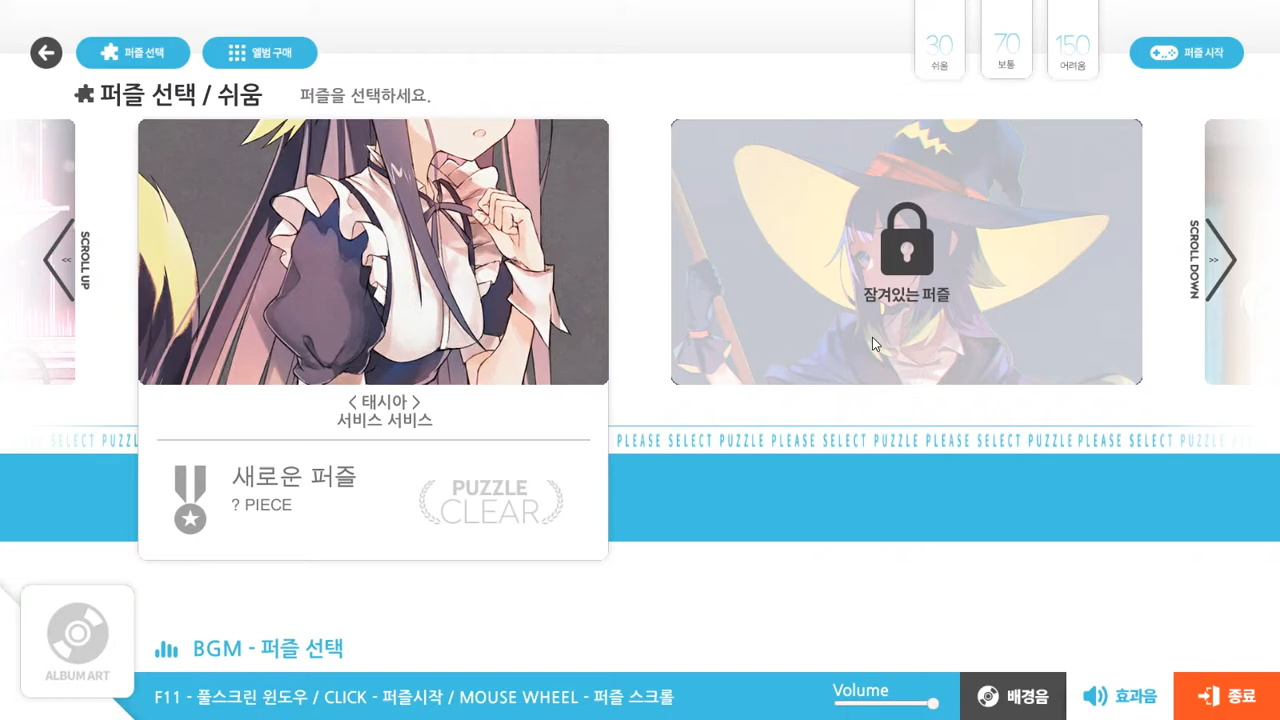 퍼즐 선택
앨범 구매
30
쉬움
70
보통
150
어려움
퍼즐 시작
퍼즐 선택 / 쉬움
퍼즐을 선택하세요.
<<
SCROLL UP
잠겨있는 퍼즐
SCROLL DOWN
>>
< 태시아 >
서비스 서비스
SELECT PUZZL
PLEASE SELECT PUZZLE PLEASE SELECT PUZZLE PLEASE SELECT PUZZLE PLEASE SELECT PUZZLE
새로운 퍼즐
? PIECE
PUZZLE
CLEAR
ALBUM ART
BGM - 퍼즐 선택
F11 - 풀스크린 윈도우 / CLICK - 퍼즐시작 / MOUSE WHEEL - 퍼즐 스크롤
Volume
배경음
효과음
종료